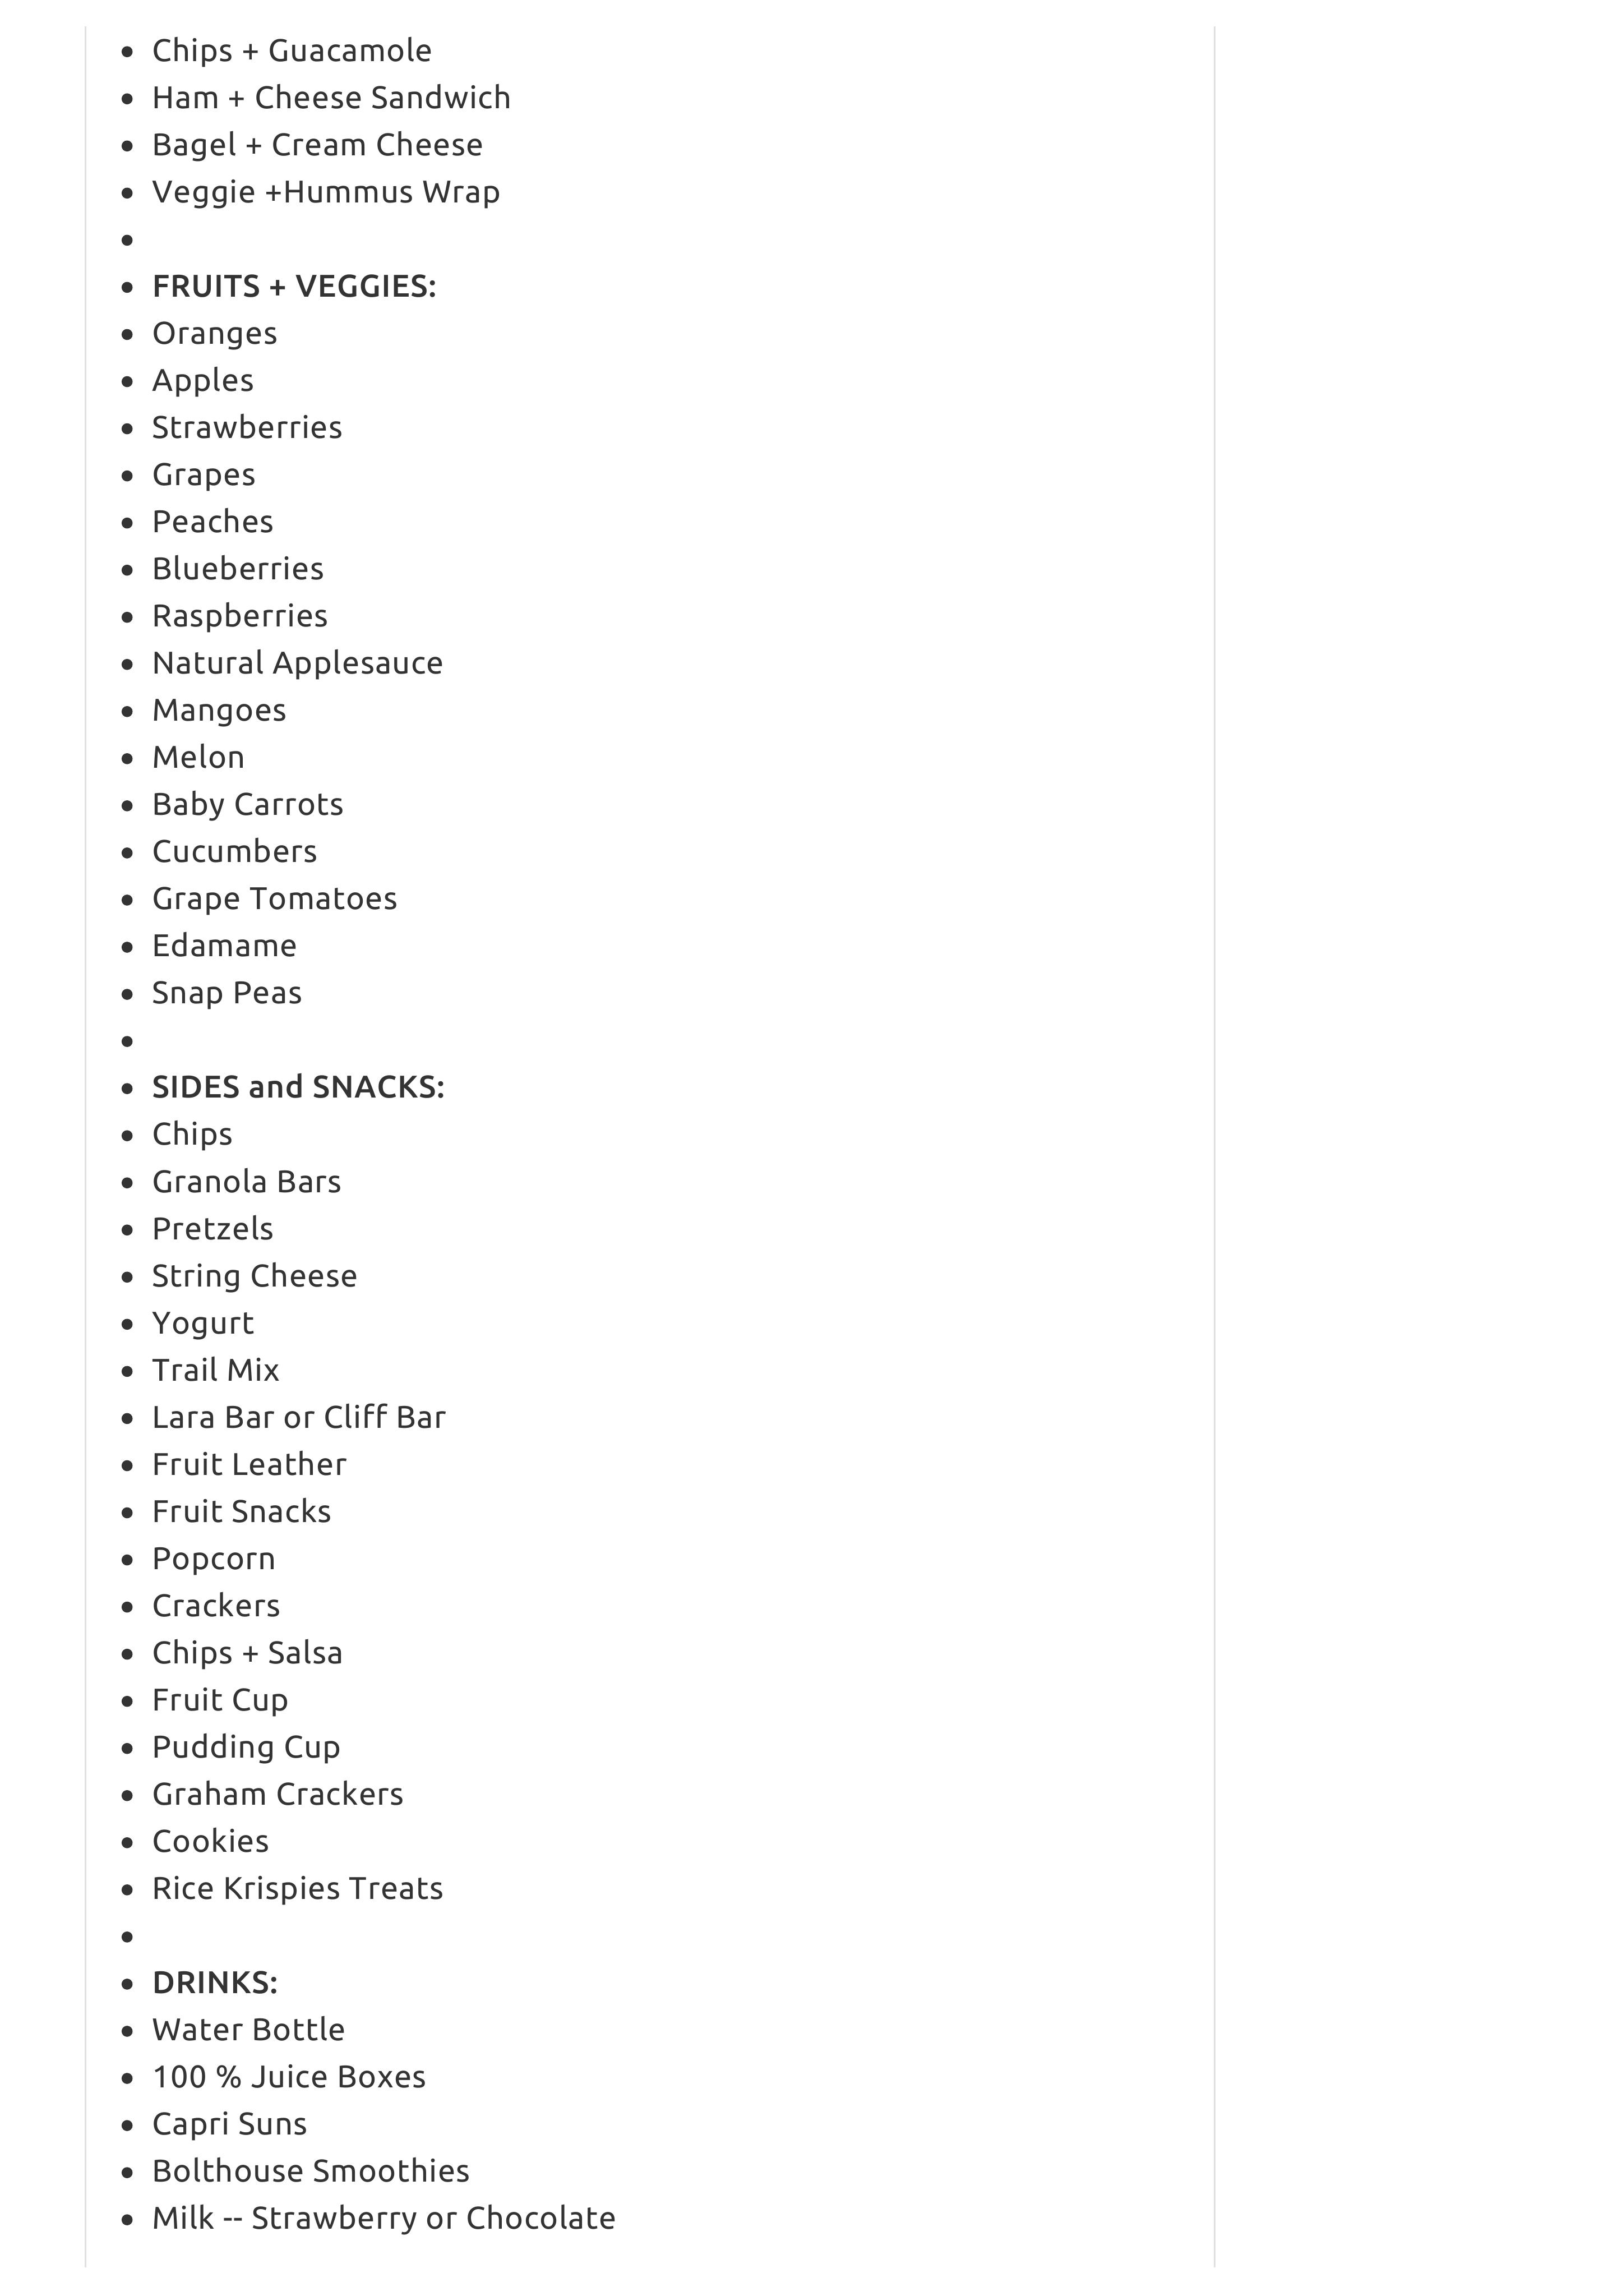 Chips + Guacamole
Ham + Cheese Sandwich
Bagel + Cream Cheese
Veggie +Hummus Wrap
FRUITS + VEGGIES:
Oranges
Apples
Strawberries
Grapes
Peaches
Blueberries
Raspberries
Natural Applesauce
Mangoes
Melon
Baby Carrots
Cucumbers
Grape Tomatoes
Edamame
Snap Peas
SIDES and SNACKS:
Chips
Granola Bars
Pretzels
String Cheese
Yogurt
Trail Mix
Lara Bar or Cliff Bar
Fruit Leather
Fruit Snacks
Popcorn
Crackers
Chips + Salsa
Fruit Cup
Pudding Cup
Graham Crackers
Cookies
Rice Krispies Treats
DRINKS:
Water Bottle
100 % Juice Boxes
Capri Suns
Bolthouse Smoothies
Milk -- Strawberry or Chocolate